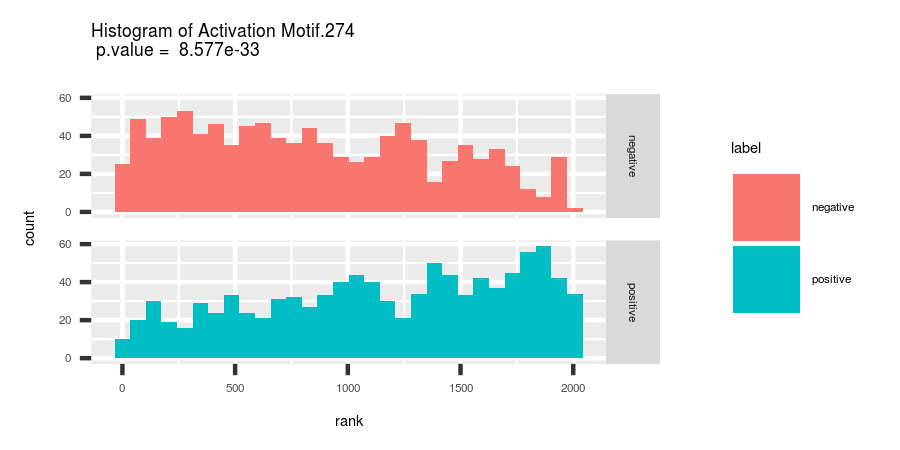 Histogram of Activation Motif.274
p.value = 8.577e-33
count
60
40
20
0
negative
60
40
20
0
positive
0 500 1000 1500 2000
rank
label
negative
positive